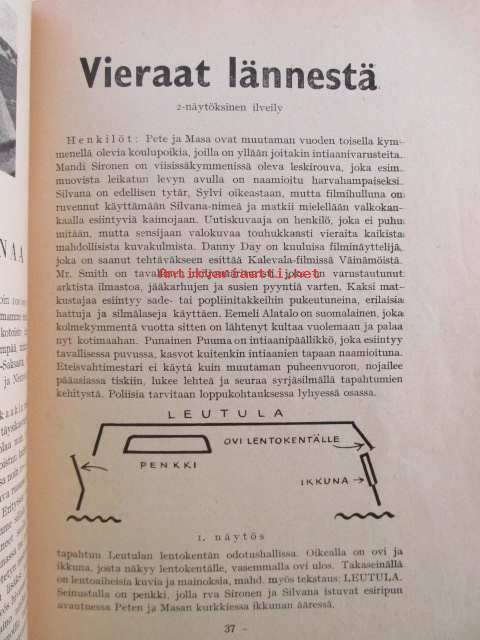 Vieraat lännestä
2-näytöksinen ilveily
Henkilöt: Pete ja Masa ovat muutaman vuoden toisella kym-
menellä olevia koulupoikia, joilla on yllään joitakin intiaanivarusteita.
Mandi Sironen on viisissäkymmenissä oleva leskirouva, joka esim.
muovista leikatun levyn avulla on naamioitu harvahampaiseksi.
Silvana on edellisen tytär, Sylvi oikeastaan, mutta filmihulluna on
ruvennut käyttämään Silvana-nimeä ja matkii mielellään valkokan-
kaalla esiintyviä kaimojaan. Uutiskuvaaja on henkilö, joka ei puhu
mitään, mutta sensijaan valokuvaa touhukkaasti vieraita kaikista
mahdollisista kuvakulmista. Danny Day on kuuluisa filminäyttelijä,
joka on saanut tehtäväkseen esittää Kalevala-filmissä Väinämöistä.
Mr. Smith on joka on varustautunut
Antikvariaatti.net
arktista ilmastoa, jääkarhujen ja susien pyyntiä varten. Kaksi mat-
kustajaa esiintyy sade- tai popliinitakkeihin pukeutuneina, erilaisia
hattuja ja silmälaseja käyttäen. Eemeli Alatalo on suomalainen, joka
kolmekymmentä vuotta sitten on lähtenyt kultaa vuolemaan ja palaa
nyt kotimaahan. Punainen Puuma on intiaanipäällikkö, joka esiintyy
tavallisessa puvussa, kasvot kuitenkin intiaanien tapaan naamioituna.
Eteisvahtimestari ei käytä kuin muutaman puheenvuoron, nojailee
pääasiassa tiskiin, lukee lehteä ja seuraa syrjäsilmällä tapahtumien
kehitystä. Poliisia tarvitaan loppukohtauksessa lyhyessä osassa.
LEUTULA
OVI LENTOKENTÄLLE
PENKKI
IKKUNA
1. näytös
tapahtuu Leutulan lentokentän odotushallissa. Oikealla on ovi ja
ikkuna, josta näkyy lentokentälle, vasemmalla ovi ulos. Takaseinällä
on lentoaiheisia kuvia ja mainoksia, mahd. myös tekstaus: LEUTULA.
Seinustalla on penkki, jolla rva Sironen ja Silvana istuvat esiripun
avautuessa Peten ja Masan kurkkiessa ikkunan ääressä.
37 -